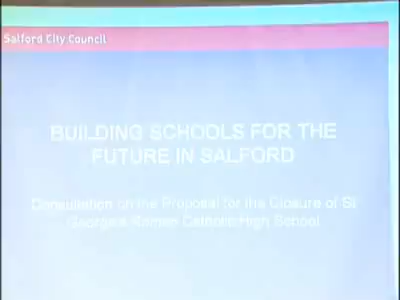 Salford City Council
BUILDING SCHOOLS FOR THE
FUTURE IN SALFORD
Consultation on the Proposal for the Closure of St
George's Roman Catholic High School